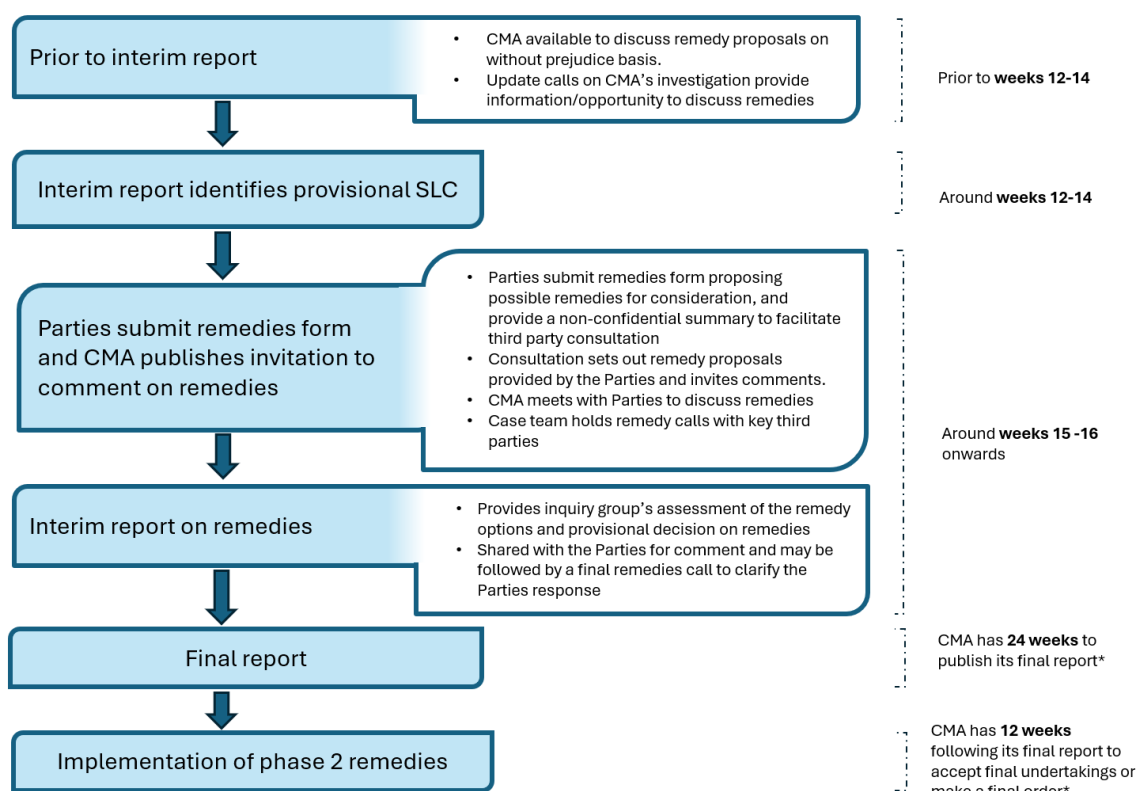 Prior to interim report
• CMA available to discuss remedy proposals on
without prejudice basis.
• Update calls on CMA's investigation provide
information/opportunity to discuss remedies
Prior to weeks 12-14
Interim report identifies provisional SLC
Around weeks 12-14
Parties submit remedies form
and CMA publishes invitation to
comment on remedies
• Parties submit remedies form proposing
possible remedies for consideration, and
provide a non-confidential summary to facilitate
third party consultation
• Consultation sets out remedy proposals
provided by the Parties and invites comments.
• CMA meets with Parties to discuss remedies
• Case team holds remedy calls with key third
parties
Around weeks 15 -16
onwards
Interim report on remedies
• Provides inquiry group's assessment of the remedy
options and provisional decision on remedies
• Shared with the Parties for comment and may be
followed by a final remedies call to clarify the
Parties response
Final report
CMA has 24 weeks to
publish its final report*
Implementation of phase 2 remedies
CMA has 12 weeks
following its final report to
accept final undertakings or
make a final order*